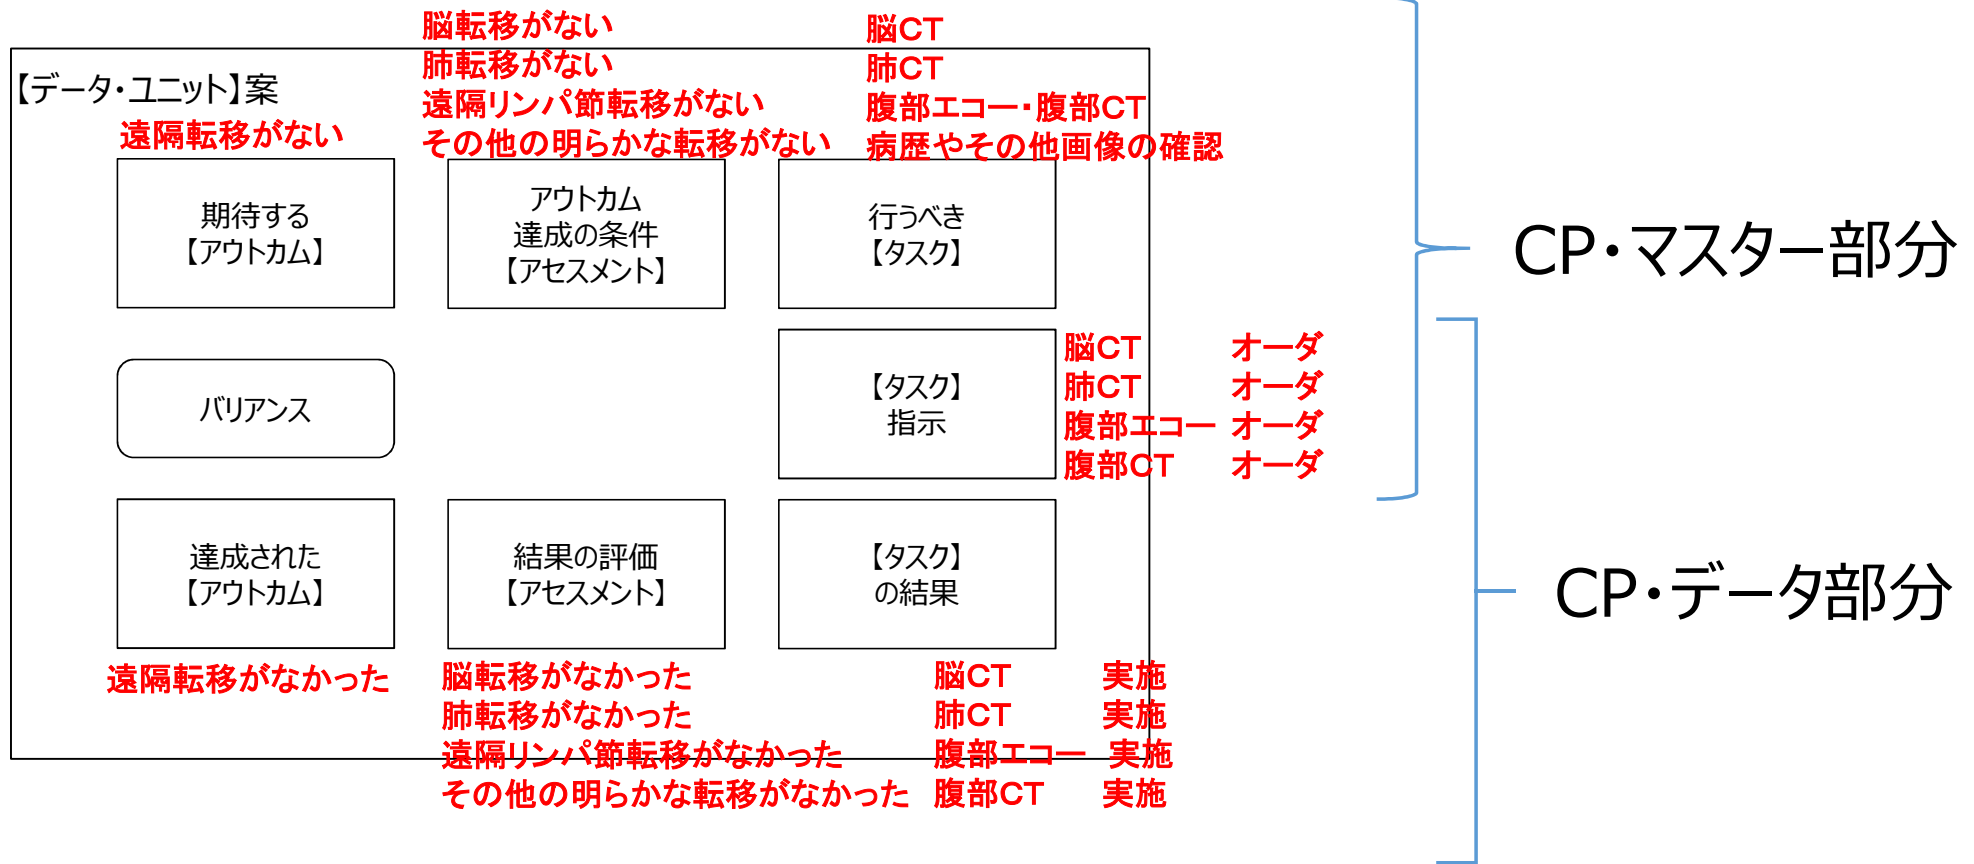 脳転移がない
肺転移がない
遠隔リンパ節転移がない
その他の明らかな転移がない
脳CT
肺CT
腹部エコー・腹部CT
病歴やその他画像の確認
【データ・ユニット】案
遠隔転移がない
期待する
【アウトカム】
アウトカム
達成の条件
【アセスメント】
行うべき
【タスク】
CP・マスター部分
バリアンス
【タスク】
指示
脳CT オーダ
肺CT オーダ
腹部エコー オーダ
腹部CT オーダ
達成された
【アウトカム】
結果の評価
【アセスメント】
【タスク】
の結果
CP・データ部分
遠隔転移がなかった
脳転移がなかった
肺転移がなかった
遠隔リンパ節転移がなかった
その他の明らかな転移がなかった
脳CT 実施
肺CT 実施
腹部エコー 実施
腹部CT 実施